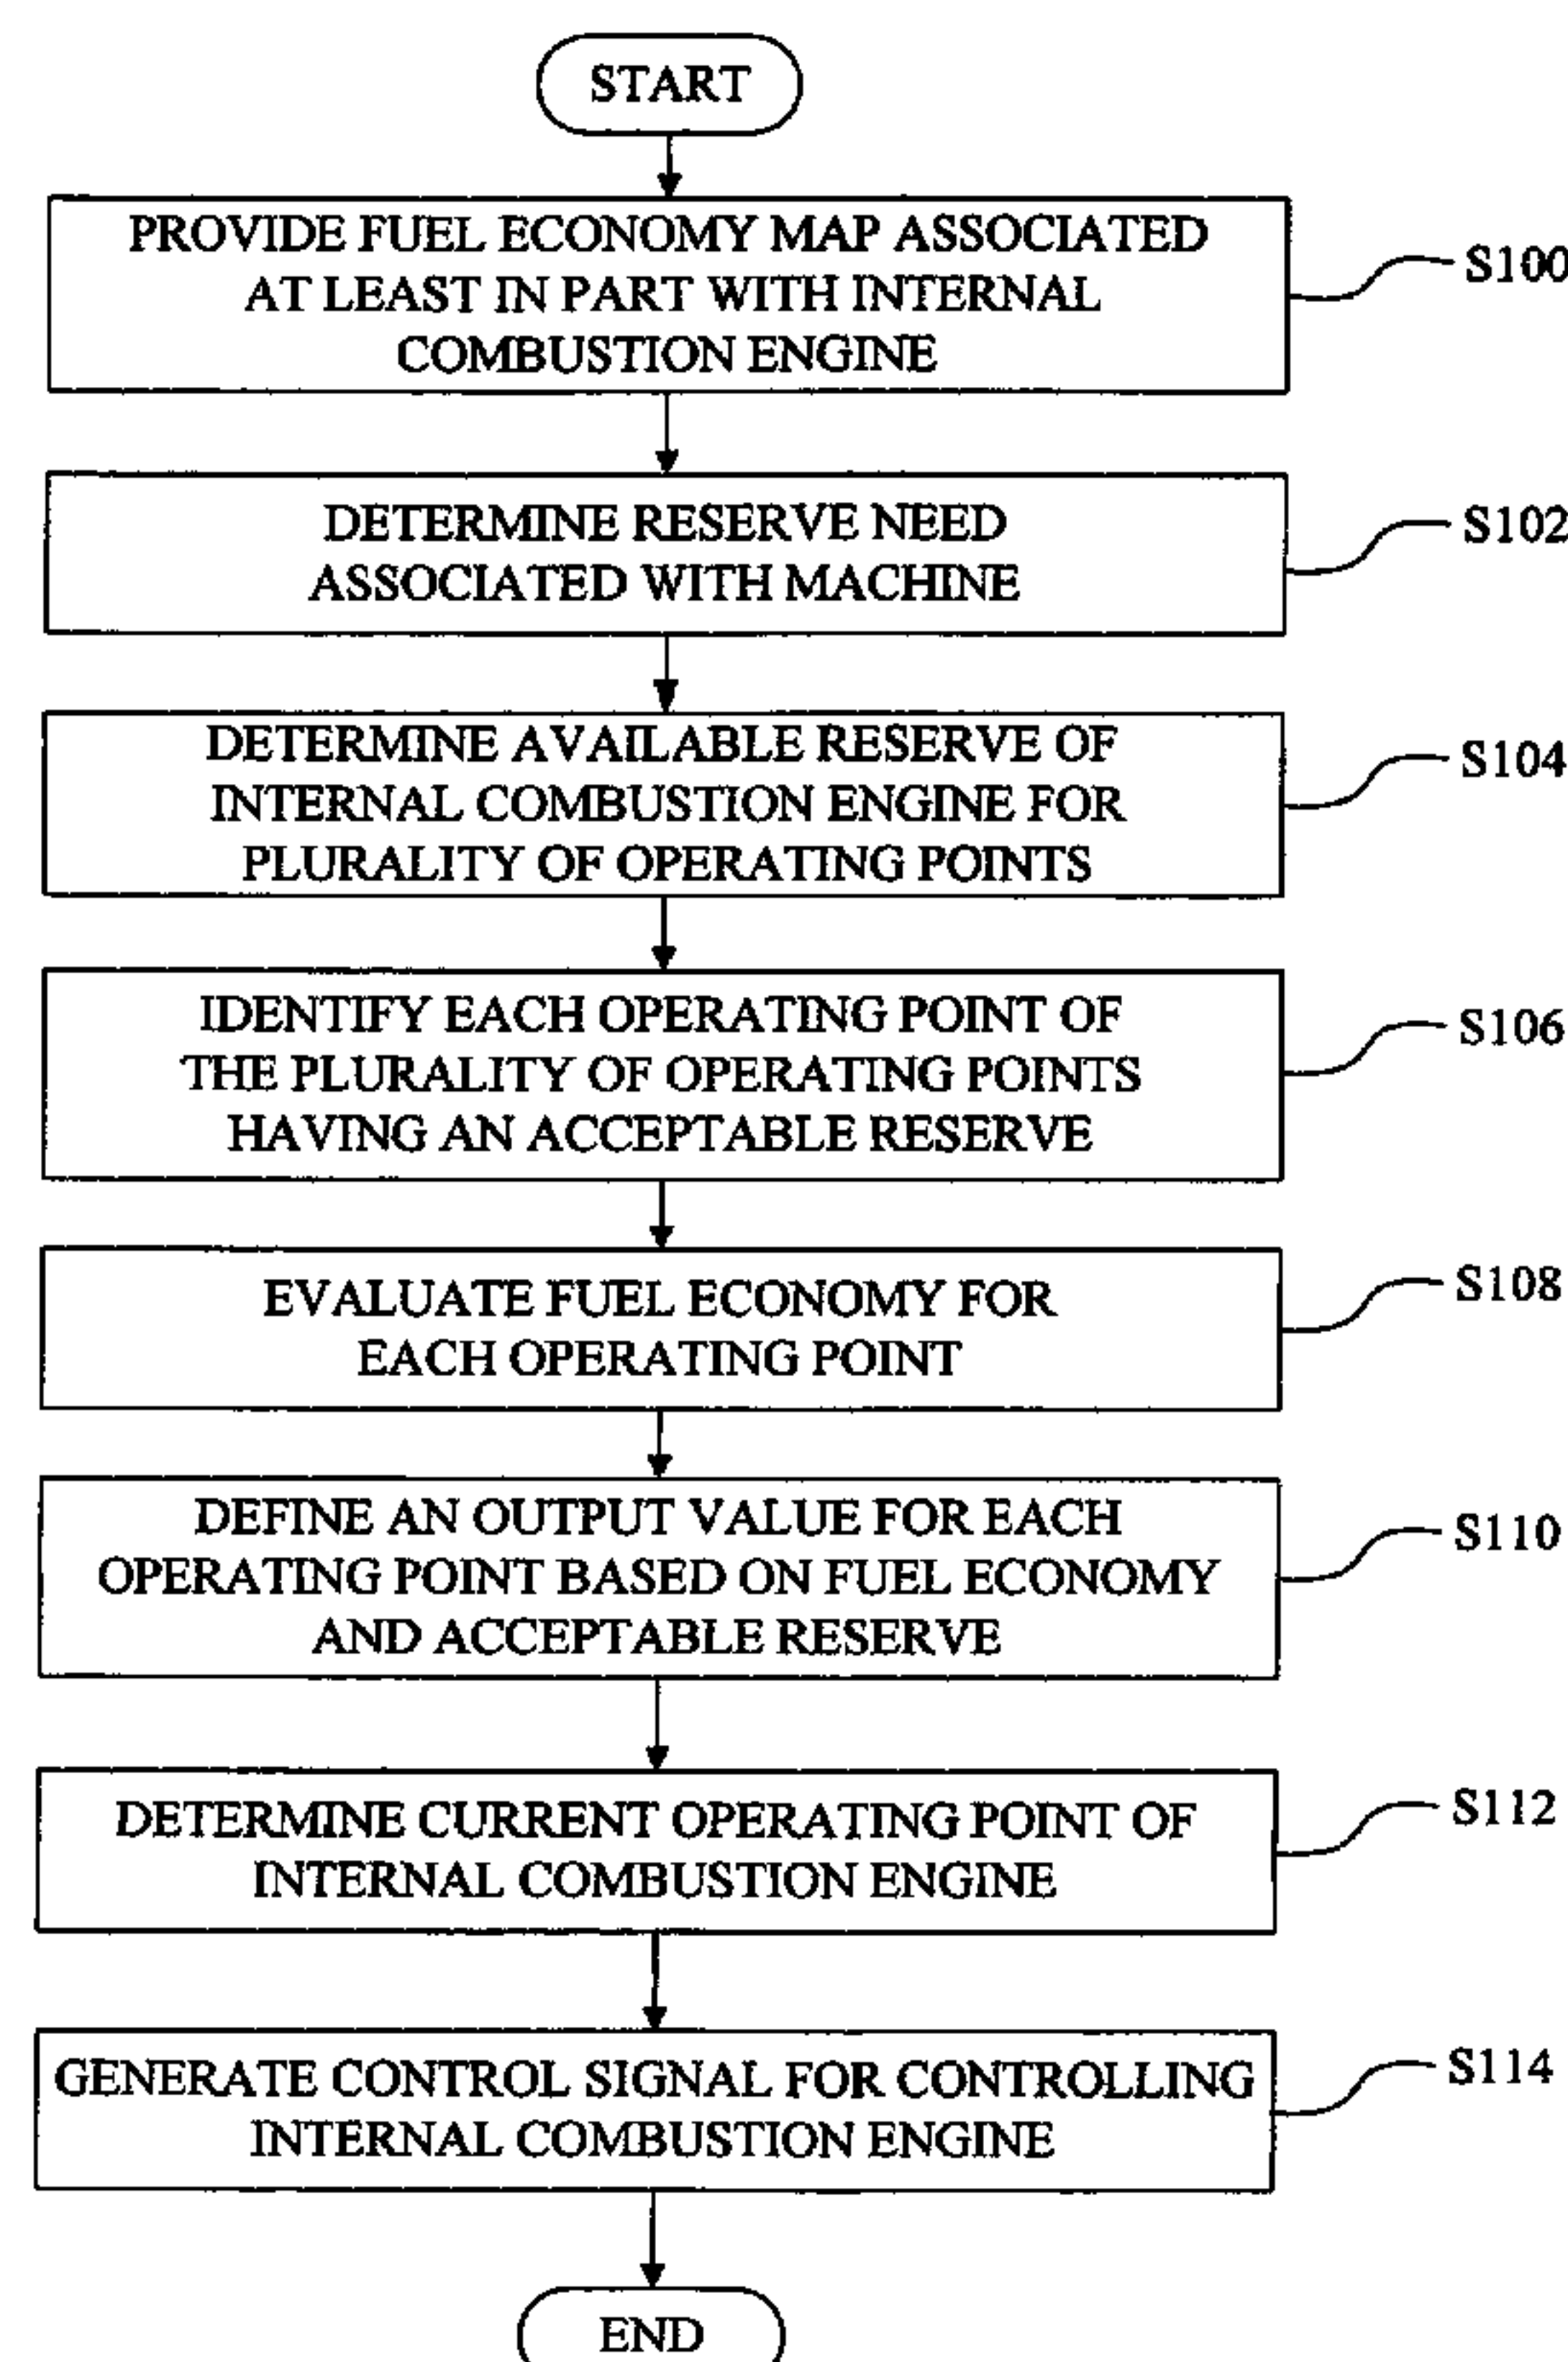 START
PROVIDE FUEL ECONOMY MAP ASSOCIATED
AT LEAST IN PART WITH INTERNAL
COMBUSTION ENGINE
S100
DETERMINE RESERVE NEED
ASSOCIATED WITH MACHINE
S102
DETERMINE AVAILABLE RESERVE OF
INTERNAL COMBUSTION ENGINE FOR
PLURALITY OF OPERATING POINTS
S104
IDENTIFY EACH OPERATING POINT OF
THE PLURALITY OF OPERATING POINTS
HAVING AN ACCEPTABLE RESERVE
S106
EVALUATE FUEL ECONOMY FOR
EACH OPERATING POINT
S108
DEFINE AN OUTPUT VALUE FOR EACH
OPERATING POINT BASED ON FUEL ECONOMY
AND ACCEPTABLE RESERVE
S110
DETERMINE CURRENT OPERATING POINT OF
INTERNAL COMBUSTION ENGINE
S112
GENERATE CONTROL SIGNAL FOR CONTROLLING
INTERNAL COMBUSTION ENGINE
S114
END